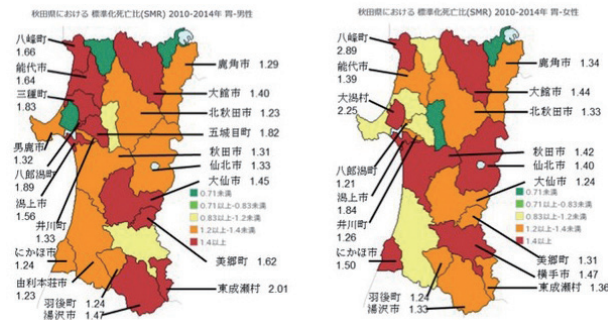 秋田県における 標準化死亡比(SMR) 2010-2014年 胃-男性
八峰町
1.66
能代市
1.64
三種町
1.83
男鹿市
1.32
八郎潟町
1.89
潟上市
1.56
井川町
1.33
にかほ市
1.24
由利本荘市
1.23
羽後町 1.24
湯沢市 1.47
鹿角市 1.29
大館市 1.40
北秋田市 1.23
五城目町 1.82
秋田市 1.31
仙北市 1.33
大仙市 1.45
0.71未満
0.71以上-0.83未満
0.83以上-1.2未満
1.2以上-1.4未満
1.4以上
美郷町 1.62
東成瀬村 2.01
秋田県における 標準化死亡比(SMR) 2010-2014年 胃-女性
八峰町
2.89
能代市
1.39
大潟村
2.25
八郎潟町
1.21
潟上市
1.84
井川町
1.26
にかほ市
1.50
羽後町 1.24
湯沢市 1.33
鹿角市 1.34
大館市 1.44
北秋田市 1.33
秋田市 1.42
仙北市 1.40
大仙市 1.24
0.71未満
0.71以上-0.83未満
0.83以上-1.2未満
1.2以上-1.4未満
1.4以上
美郷町 1.31
横手市 1.47
東成瀬村 1.36